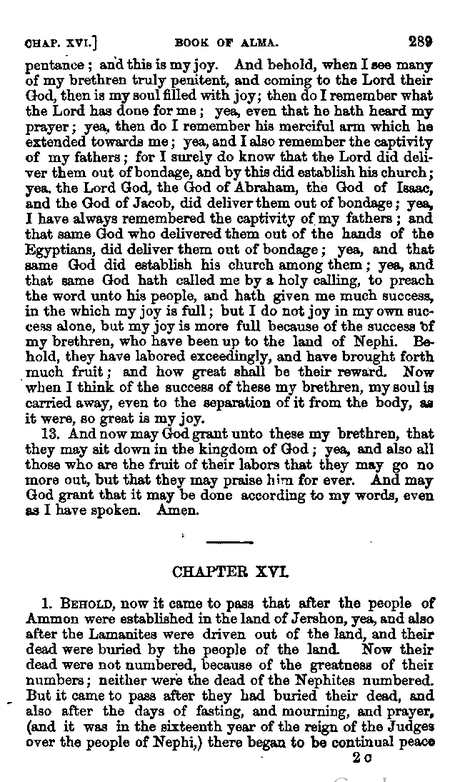 CHAP. XVI.] BOOK OF ALMA. 289
pentance; and this is my joy. And behold, when I see many
of my brethren truly penitent, and coming to the Lord their
God, then is my soul filled with joy; then do I remember what
the Lord has done for me; yea, even that he hath heard my
prayer; yea, then do I remember his merciful arm which he
extended towards me; yea, and I also remember the captivity
of my fathers; for I surely do know that the Lord did deli-
ver them out of bondage, and by this did establish his church;
yea, the Lord God, the God of Abraham, the God of Isaac,
and the God of Jacob, did deliver them out of bondage; yea,
I have always remembered the captivity of my fathers; and
that same God who delivered them out of the hands of the
Egyptians, did deliver them out of bondage; yea, and that
same God did establish his church among them; yea, and
that same God hath called me by a holy calling, to preach
the word unto his people, and hath given me much success,
in the which my joy is full; but I do not joy in my own suc-
cess alone, but my joy is more full because of the success of
my brethren, who have been up to the land of Nephi. Be-
hold, they have labored exceedingly, and have brought forth
much fruit; and how great shall be their reward. Now
when I think of the success of these my brethren, my soul is
carried away, even to the separation of it from the body, as
it were, so great is my joy.
13. And now may God grant unto these my brethren, that
they may sit down in the kingdom of God; yea, and also all
those who are the fruit of their labors that they may go no
more out, but that they may praise him for ever. And may
God grant that it may be done according to my words, even
as I have spoken. Amen.
CHAPTER XVI.
1. BEHOLD, now it came to pass that after the people of
Ammon were established in the land of Jershon, yea, and also
after the Lamanites were driven out of the land, and their
dead were buried by the people of the land. Now their
dead were not numbered, because of the greatness of their
numbers; neither were the dead of the Nephites numbered.
But it came to pass after they had buried their dead, and
also after the days of fasting, and mourning, and prayer,
(and it was in the sixteenth year of the reign of the Judges
over the people of Nephi,) there began to be continual peace
2 C